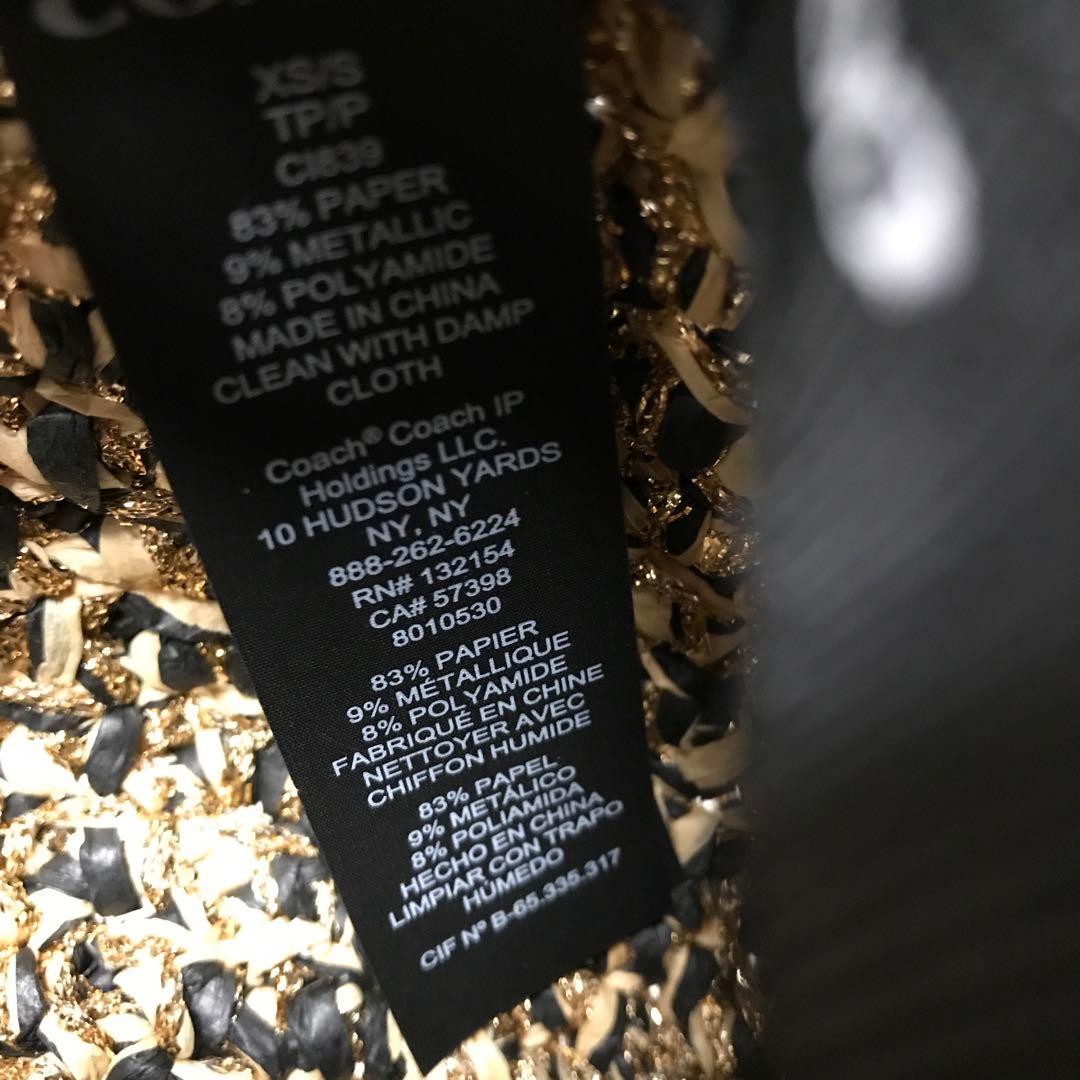 XS/S
TP/P
CI839
83% PAPER
9% METALLIC
8% POLYAMIDE
MADE IN CHINA
CLEAN WITH DAMP
CLOTH
Coach® Coach IP
Holdings LLC.
10 HUDSON YARDS
NY, NY
888-262-6224
RN# 132154
CA# 57398
8010530
83% PAPIER
9% MÉTALLIQUE
8% POLYAMIDE
FABRIQUÉ EN CHINE
NETTOYER AVEC
CHIFFON HUMIDE
83% PAPEL
9% METÁLICO
8% POLIAMIDA
HECHO EN CHINA
LIMPIAR CON TRAPO
HÚMEDO
CIF Nº B-65.335.317